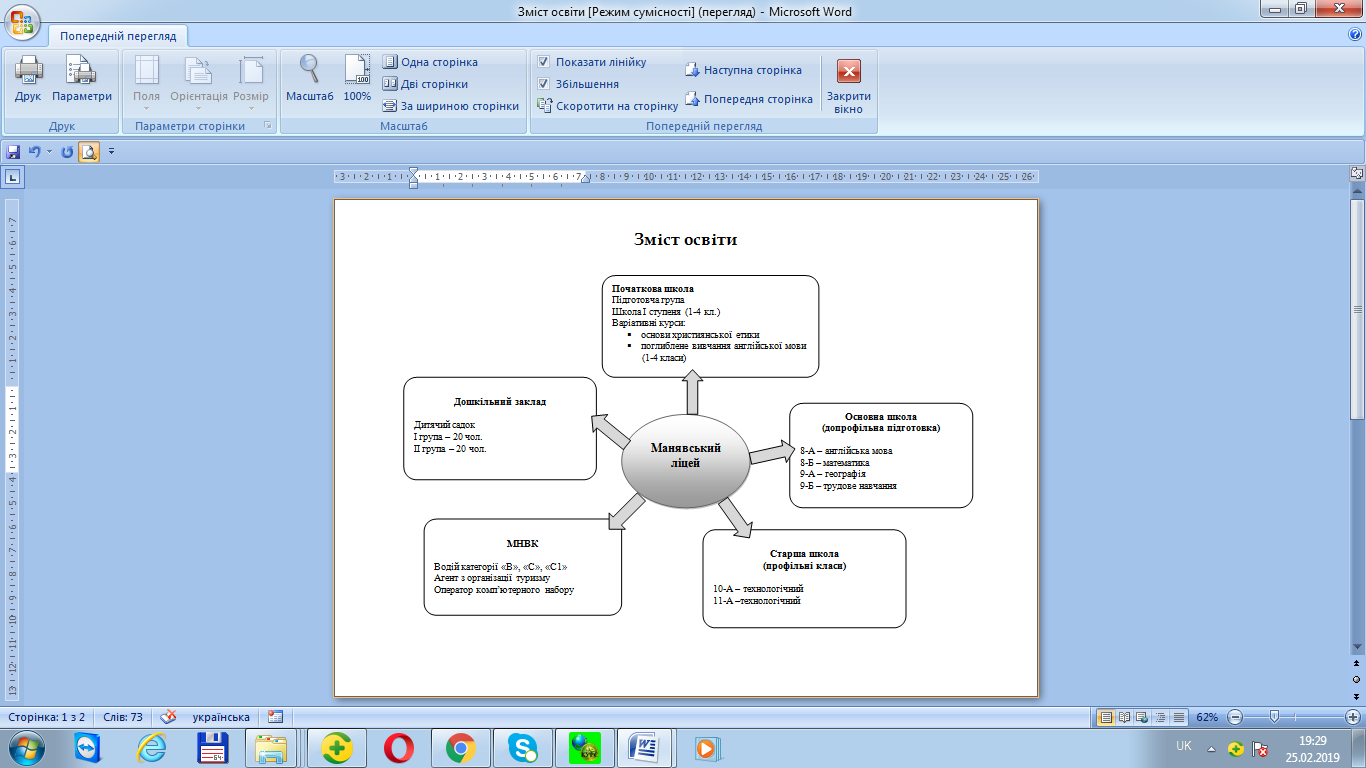 Зміст освіти [Режим сумісності] (перегляд) - Microsoft Word
Попередній перегляд
Друк
Параметри
Друк
Поля
Орієнтація
Розмір
Параметри сторінки
Масштаб
100%
Одна сторінка
Дві сторінки
За шириною сторінки
Масштаб
Показати лінійку
Збільшення
Скоротити на сторінку
Наступна сторінка
Попередня сторінка
Закрити
вікно
Попередній перегляд
Зміст освіти
Початкова школа
Підготовча група
Школа І ступеня (1-4 кл.)
Варіативні курси:
▪ основи християнської етики
▪ поглиблене вивчання англійської мови
(1-4 класи)
Дошкільний заклад
Дитячий садок
І група – 20 чол.
ІІ група – 20 чол.
Манявський
ліцей
Основна школа
(допрофільна підготовка)
8-А – англійська мова
8-Б – математика
9-А – географія
9-Б – трудове навчання
МНВК
Водій категорії «В», «С», «С1»
Агент з організації туризму
Оператор комп’ютерного набору
Старша школа
(профільні класи)
10-А – технологічний
11-А –технологічний
Сторінка: 1 з 2
Слів: 73
українська
62%
UK
19:29
25.02.2019